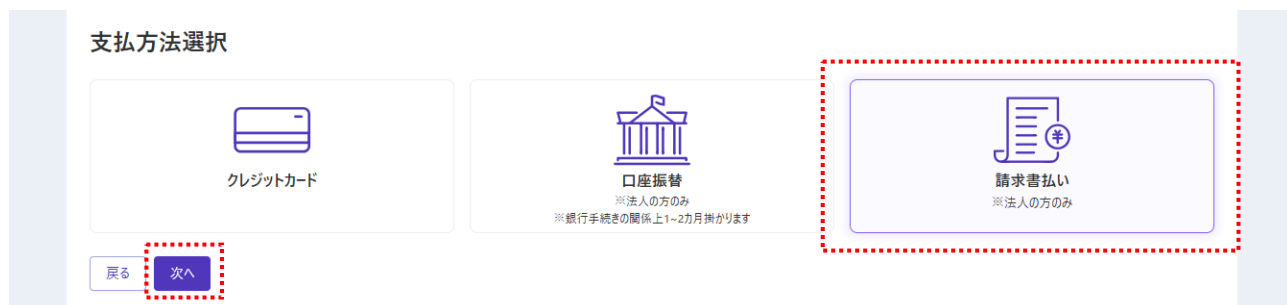 支払方法選択
クレジットカード
口座振替
※法人の方のみ
※銀行手続きの関係上1~2カ月掛かります
¥
請求書払い
※法人の方のみ
戻る
次へ